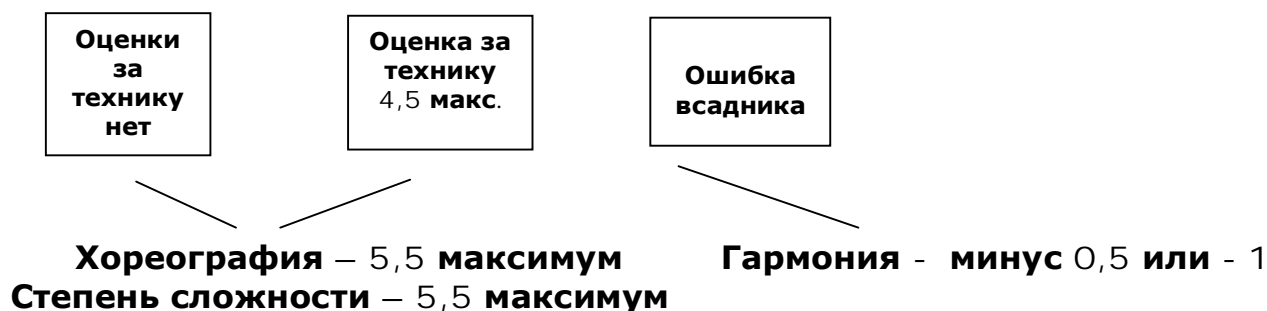 Оценки
за
технику
нет
Оценка за
технику
4,5 макс.
Ошибка
всадника
Хореография – 5,5 максимум
Гармония - минус 0,5 или - 1
Степень сложности – 5,5 максимум